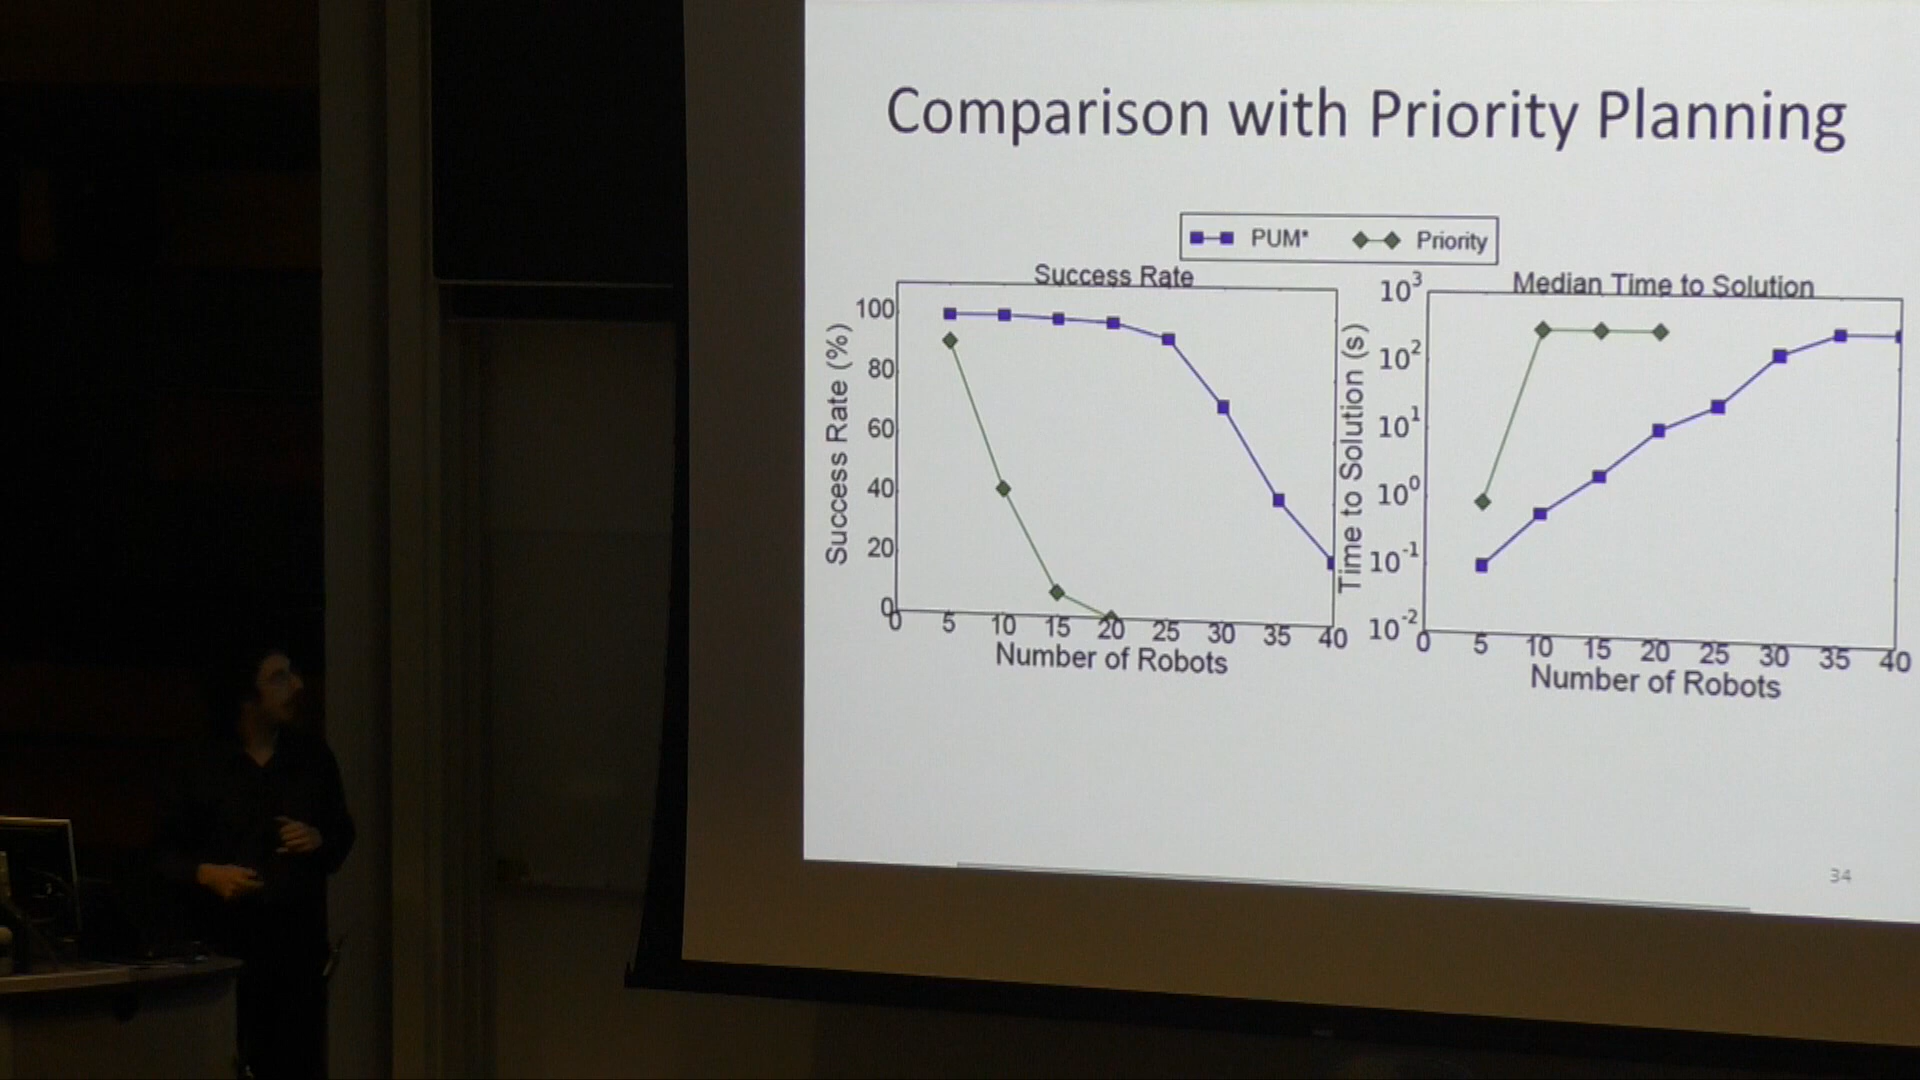 Comparison with Priority Planning
PUM* Priority
Success Rate
Success Rate (%)
100
80
60
40
20
0
0 5 10 15 20 25 30 35 40
Number of Robots
Median Time to Solution
Time to Solution (s)
10³
10²
10¹
10⁰
10⁻¹
10⁻²
0 5 10 15 20 25 30 35 40
Number of Robots
34